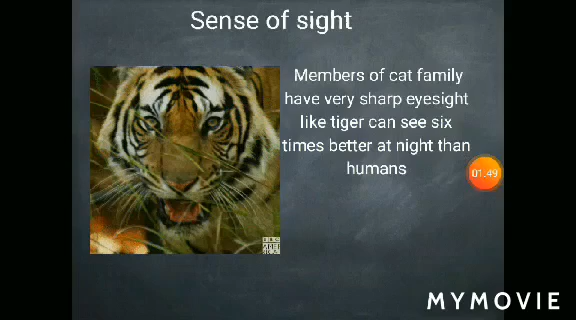 Sense of sight
Members of cat family
have very sharp eyesight
like tiger can see six
times better at night than
humans
01:49
MYMOVIE